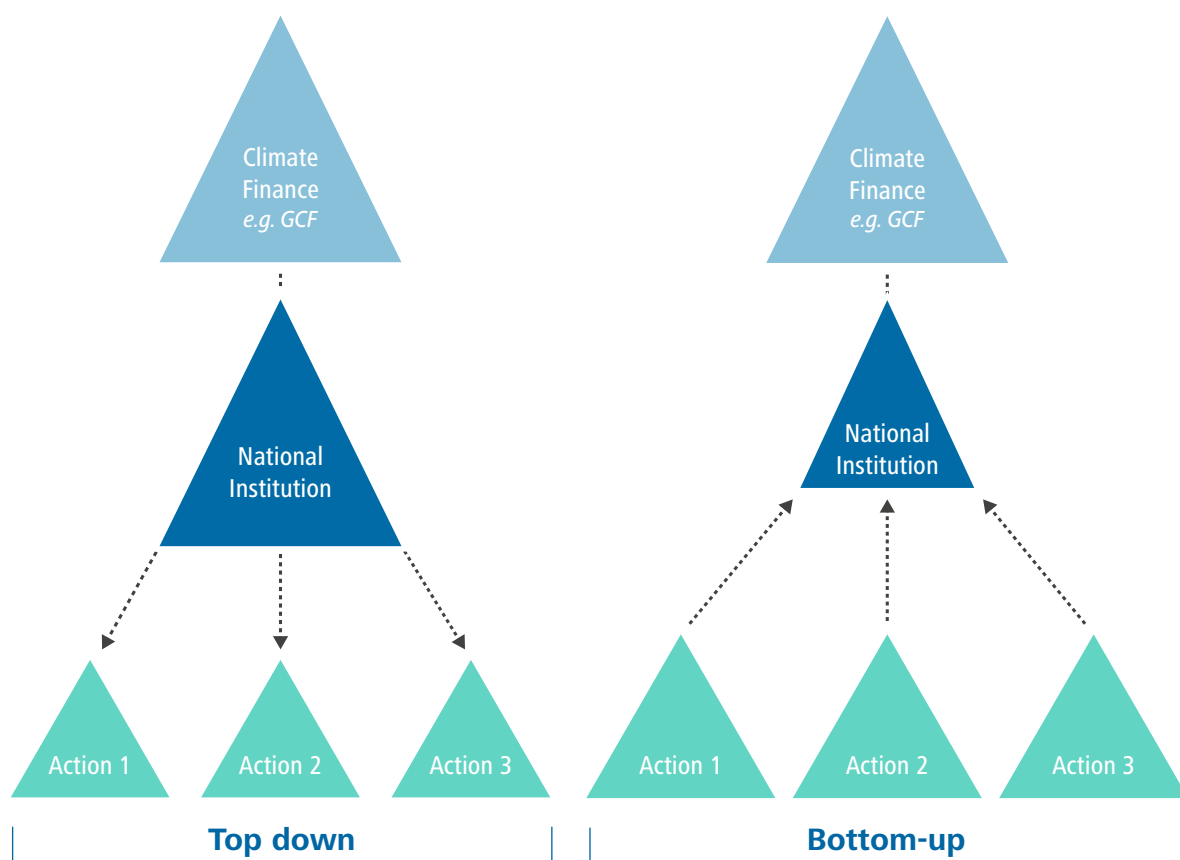 Climate
Finance
e.g. GCF
National
Institution
Action 1
Action 2
Action 3
Top down
Climate
Finance
e.g. GCF
National
Institution
Action 1
Action 2
Action 3
Bottom-up